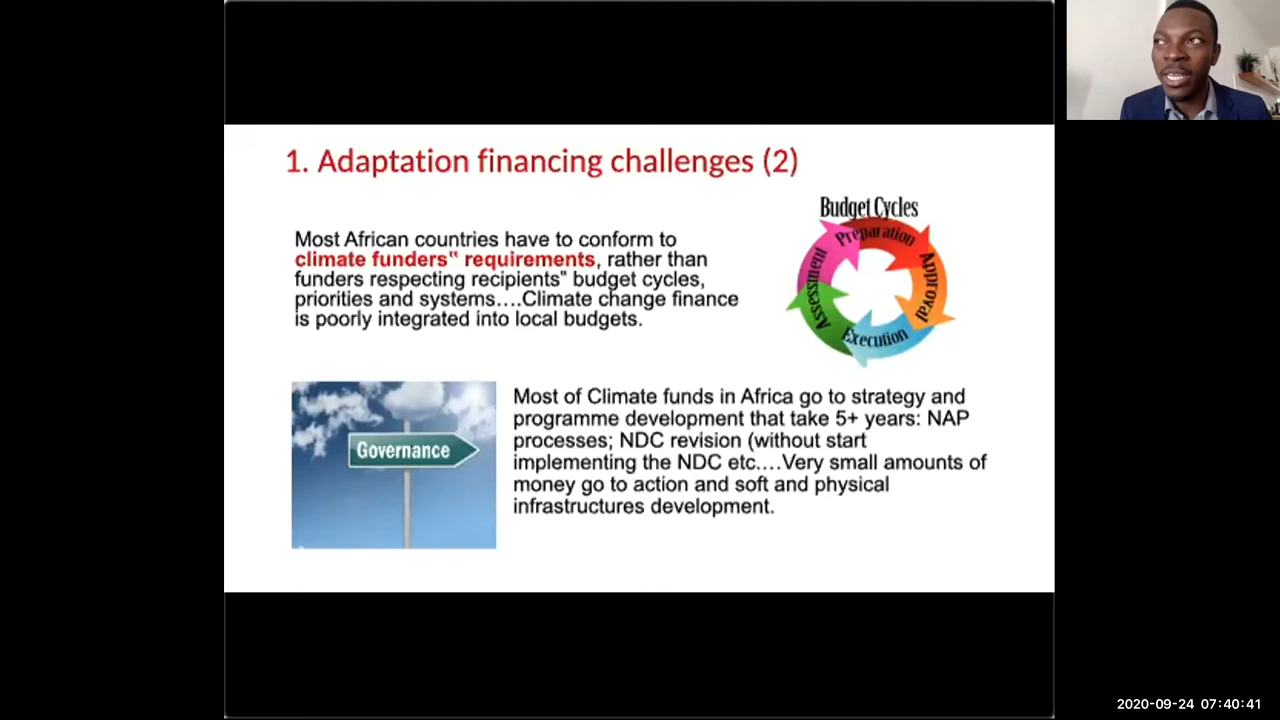 1. Adaptation financing challenges (2)
Most African countries have to conform to
climate funders‟ requirements, rather than
funders respecting recipients‟ budget cycles,
priorities and systems….Climate change finance
is poorly integrated into local budgets.
Budget Cycles
Preparation
Approval
Execution
Assessment
Governance
Most of Climate funds in Africa go to strategy and
programme development that take 5+ years: NAP
processes; NDC revision (without start
implementing the NDC etc….Very small amounts of
money go to action and soft and physical
infrastructures development.
2020-09-24 07:40:41